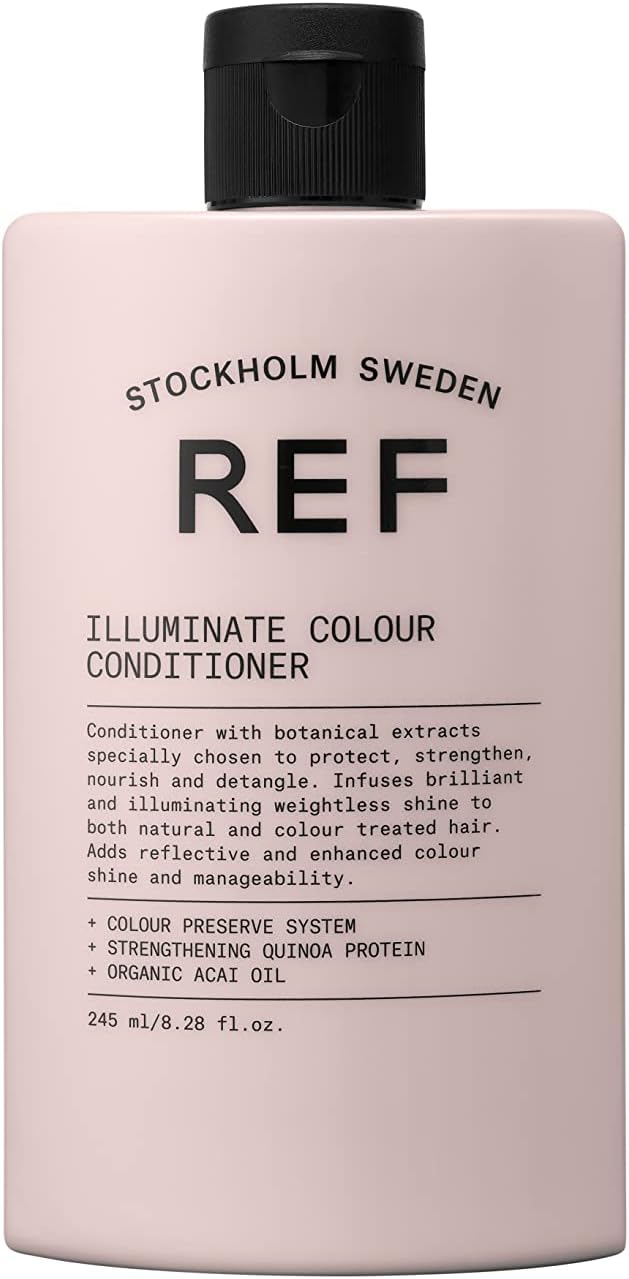 STOCKHOLM SWEDEN
REF
ILLUMINATE COLOUR
CONDITIONER
Conditioner with botanical extracts
specially chosen to protect, strengthen,
nourish and detangle. Infuses brilliant
and illuminating weightless shine to
both natural and colour treated hair.
Adds reflective and enhanced colour
shine and manageability.
+ COLOUR PRESERVE SYSTEM
+ STRENGTHENING QUINOA PROTEIN
+ ORGANIC ACAI OIL
245 ml/8.28 fl.oz.